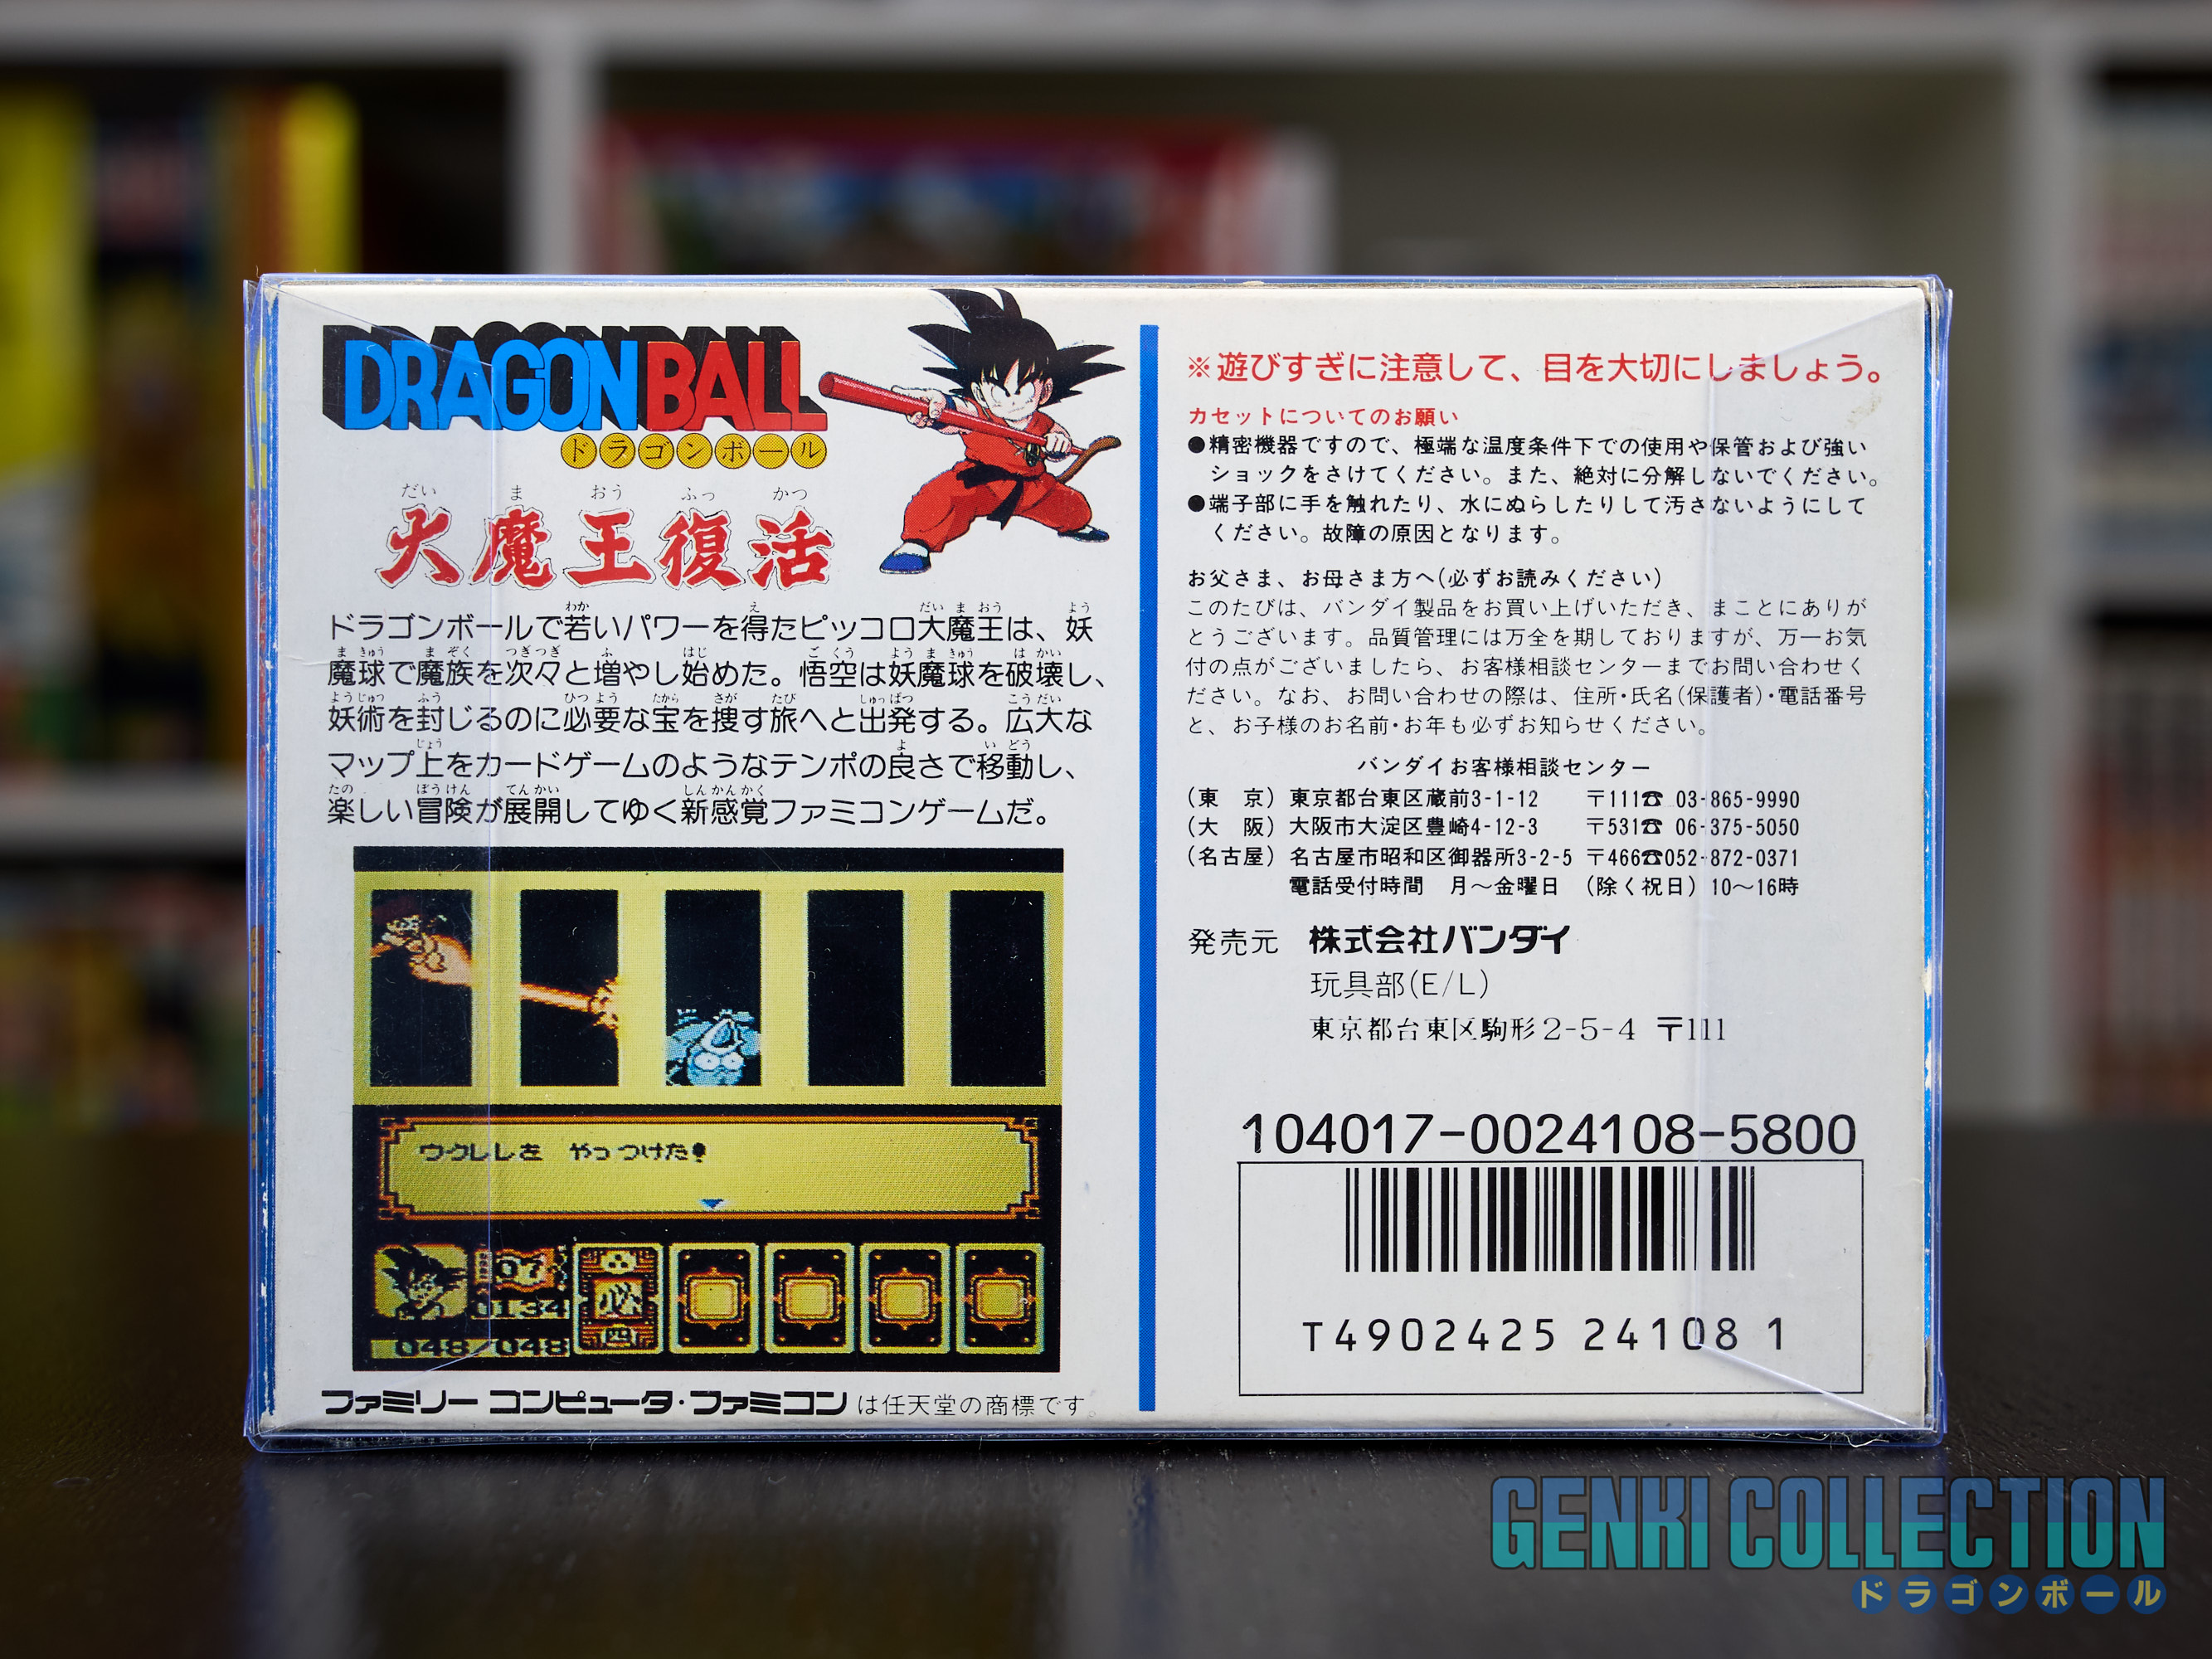 DRAGON BALL
ドラゴンボール
だい ま おう ふっ かつ
大魔王復活
ドラゴンボールで若いパワーを得たピッコロ大魔王は、妖
魔球で魔族を次々と増やし始めた。悟空は妖魔球を破壊し、
妖術を封じるのに必要な宝を捜す旅へと出発する。広大な
マップ上をカードゲームのようなテンポの良さで移動し、
楽しい冒険が展開してゆく新感覚ファミコンゲームだ。
ウクレレを やっつけた!
07
0134
必
四
048/048
ファミリー コンピュータ・ファミコン は任天堂の商標です。
※遊びすぎに注意して、目を大切にしましょう。
カセットについてのお願い
●精密機器ですので、極端な温度条件下での使用や保管および強い
ショックをさけてください。また、絶対に分解しないでください。
●端子部に手を触れたり、水にぬらしたりして汚さないようにして
ください。故障の原因となります。
お父さま、お母さま方へ(必ずお読みください)
このたびは、バンダイ製品をお買い上げいただき、まことにありが
とうございます。品質管理には万全を期しておりますが、万一お気
付の点がございましたら、お客様相談センターまでお問い合わせく
ださい。なお、お問い合わせの際は、住所・氏名(保護者)・電話番号
と、お子様のお名前・お年も必ずお知らせください。
バンダイお客様相談センター
(東 京) 東京都台東区蔵前3-1-12 〒111☎ 03-865-9990
(大 阪) 大阪市大淀区豊崎4-12-3 〒531☎ 06-375-5050
(名古屋) 名古屋市昭和区御器所3-2-5 〒466☎052-872-0371
電話受付時間 月～金曜日 (除く祝日) 10～16時
発売元 株式会社バンダイ
玩具部(E/L)
東京都台東区駒形2-5-4 〒111
104017-0024108-5800
T4902425 24108 1
GENKI COLLECTION
ドラゴンボール